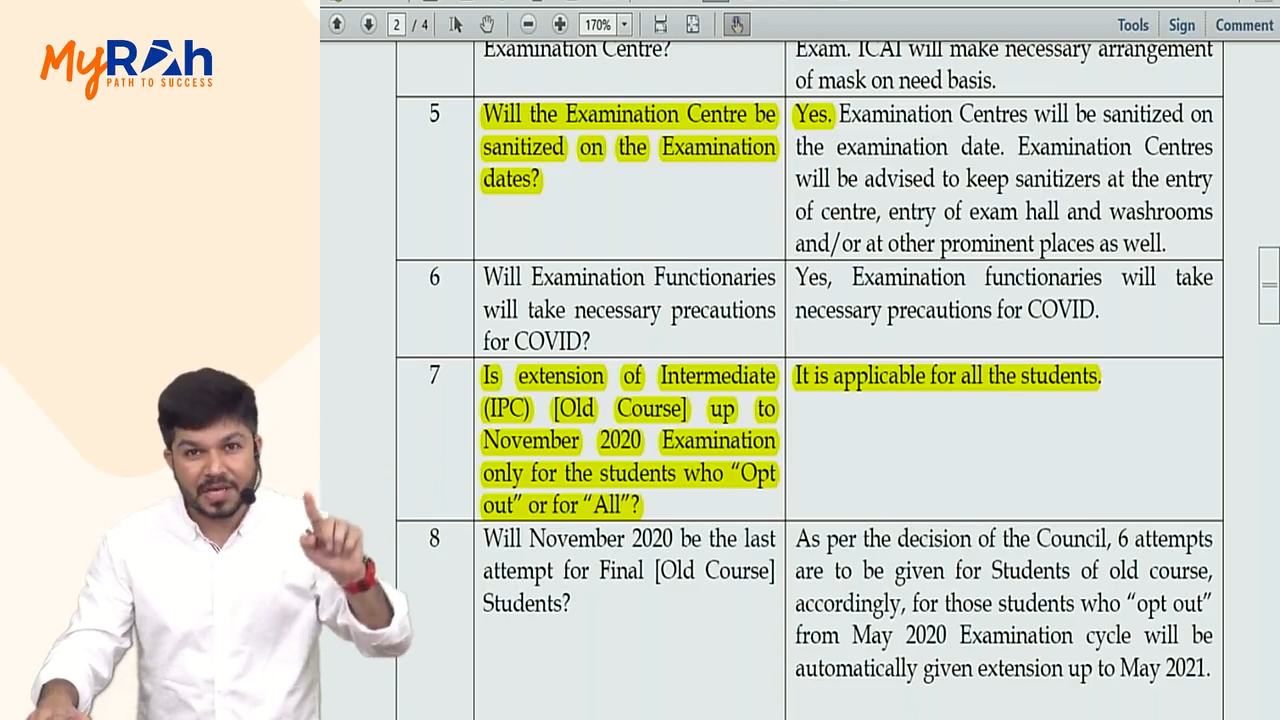 MyRAh
PATH TO SUCCESS
2 / 4
170%
Tools
Sign
Comment
Examination Centre?
Exam. ICAI will make necessary arrangement
of mask on need basis.
5
Will the Examination Centre be
sanitized on the Examination
dates?
Yes. Examination Centres will be sanitized on
the examination date. Examination Centres
will be advised to keep sanitizers at the entry
of centre, entry of exam hall and washrooms
and/or at other prominent places as well.
6
Will Examination Functionaries
will take necessary precautions
for COVID?
Yes, Examination functionaries will take
necessary precautions for COVID.
7
Is extension of Intermediate
(IPC) [Old Course] up to
November 2020 Examination
only for the students who “Opt
out” or for “All”?
It is applicable for all the students.
8
Will November 2020 be the last
attempt for Final [Old Course]
Students?
As per the decision of the Council, 6 attempts
are to be given for Students of old course,
accordingly, for those students who “opt out”
from May 2020 Examination cycle will be
automatically given extension up to May 2021.